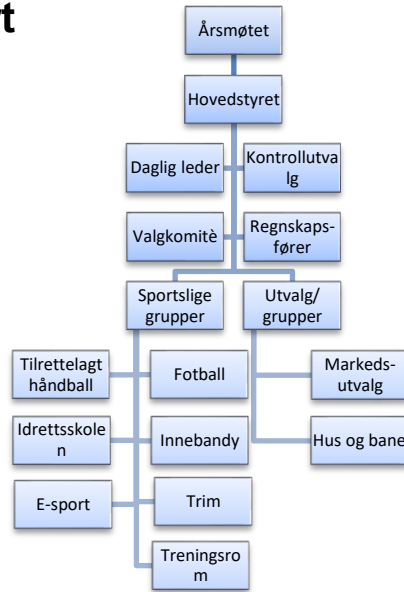 rt
Årsmøtet
Hovedstyret
Daglig leder
Kontrollutva
lg
Valgkomitè
Regnskaps-
fører
Sportslige
grupper
Utvalg/
grupper
Tilrettelagt
håndball
Fotball
Markeds-
utvalg
Idrettsskole
n
Innebandy
Hus og bane
E-sport
Trim
Treningsro
m